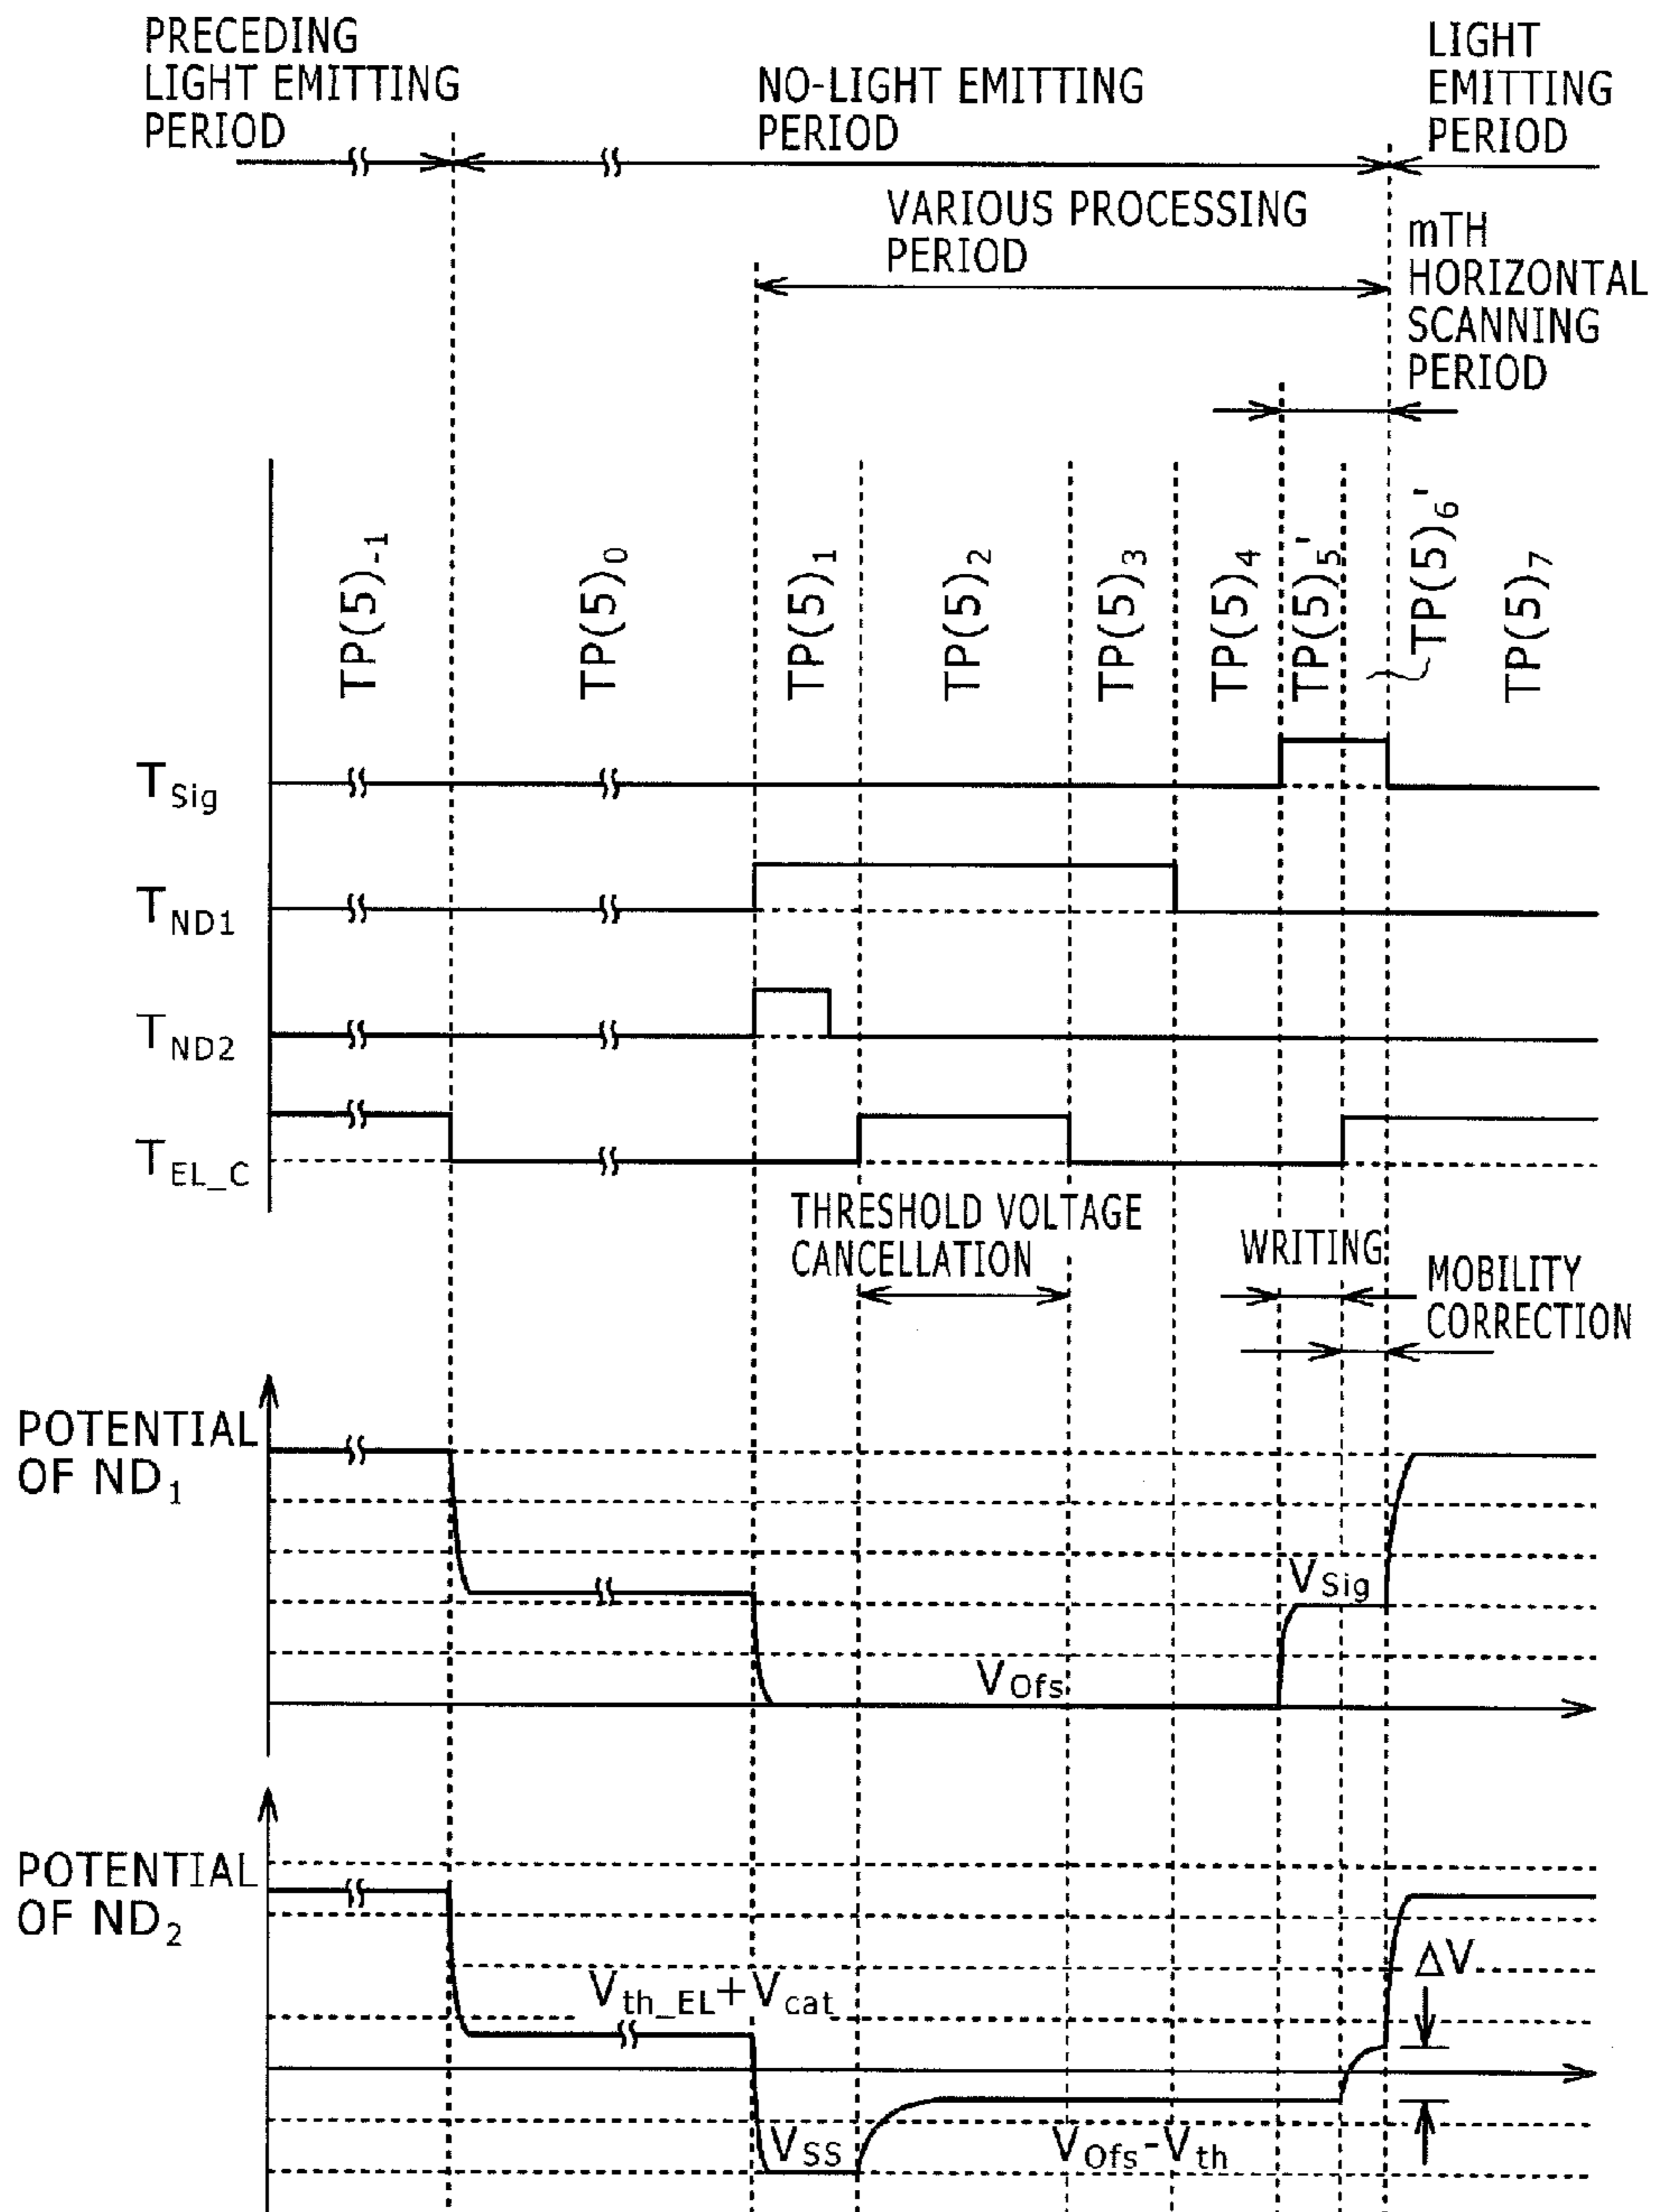 PRECEDING
LIGHT EMITTING
PERIOD
NO-LIGHT EMITTING
PERIOD
LIGHT
EMITTING
PERIOD
VARIOUS PROCESSING
PERIOD
mTH
HORIZONTAL
SCANNING
PERIOD
TP(5)-1
TP(5)0
TP(5)1
TP(5)2
TP(5)3
TP(5)4
TP(5)5'
TP(5)6'
TP(5)7
TSig
TND1
TND2
TEL_C
THRESHOLD VOLTAGE
CANCELLATION
WRITING
MOBILITY
CORRECTION
POTENTIAL
OF ND1
VSig
VOfs
POTENTIAL
OF ND2
ΔV
Vth_EL+Vcat
VSS
VOfs-Vth